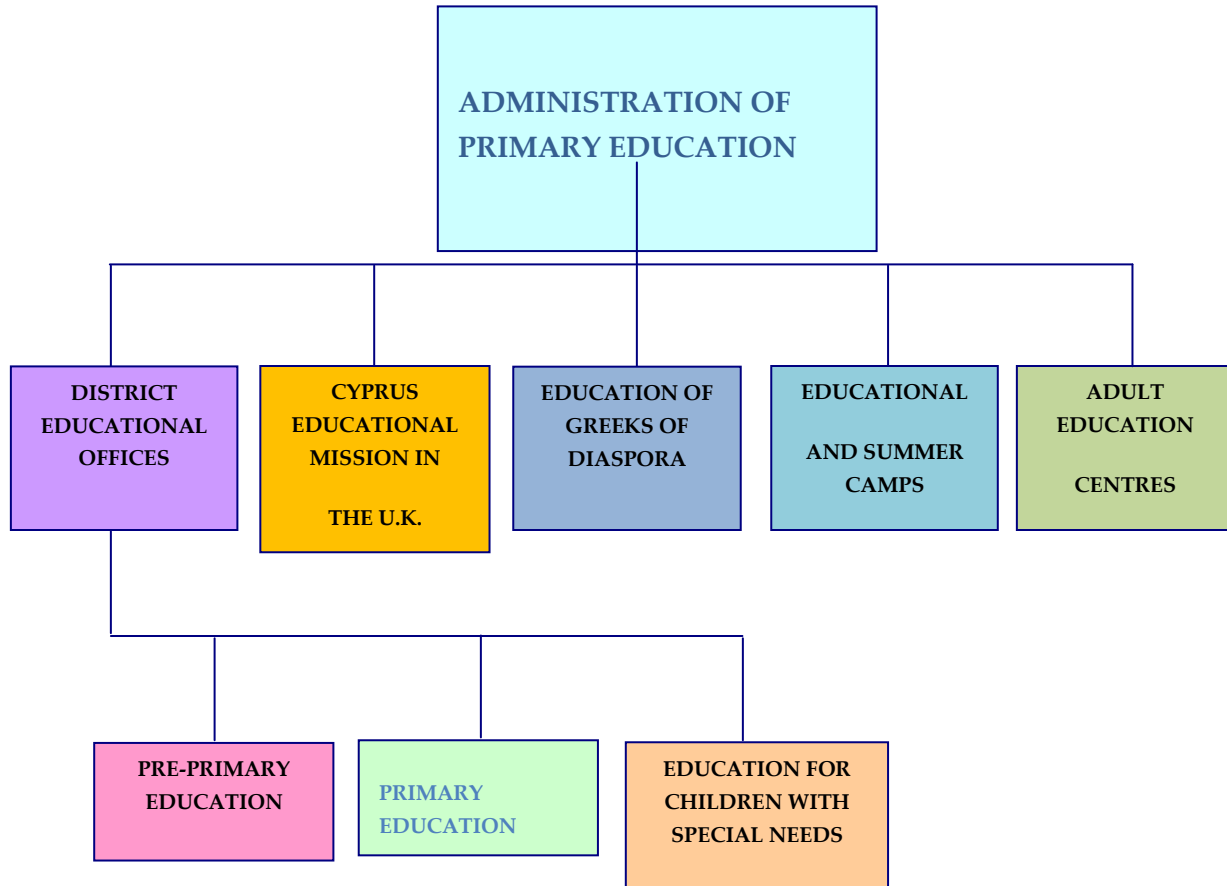 ADMINISTRATION OF
PRIMARY EDUCATION
DISTRICT
EDUCATIONAL
OFFICES
CYPRUS
EDUCATIONAL
MISSION IN
THE U.K.
EDUCATION OF
GREEKS OF
DIASPORA
EDUCATIONAL
AND SUMMER
CAMPS
ADULT
EDUCATION
CENTRES
PRE-PRIMARY
EDUCATION
PRIMARY
EDUCATION
EDUCATION FOR
CHILDREN WITH
SPECIAL NEEDS